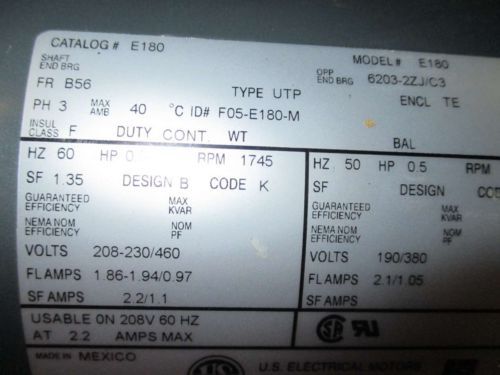 CATALOG # E180 MODEL# E180
SHAFT END BRG OPP END BRG 6203-2ZJ/C3
FR B56 TYPE UTP ENCL TE
PH 3 MAX AMB 40 °C ID# F05-E180-M
INSUL CLASS F DUTY CONT WT BAL
HZ 60 HP 0. RPM 1745
SF 1.35 DESIGN B CODE K
GUARANTEED EFFICIENCY MAX KVAR
NEMA NOM EFFICIENCY NOM PF
VOLTS 208-230/460
FL AMPS 1.86-1.94/0.97
SF AMPS 2.2/1.1
USABLE 0N 208V 60 HZ
AT 2.2 AMPS MAX
HZ 50 HP 0.5 RPM
SF DESIGN CODE
GUARANTEED EFFICIENCY MAX KVAR
NEMA NOM EFFICIENCY NOM PF
190/380
2.1/1.05
MADE IN MEXICO
U.S. ELECTRICAL MOTORS